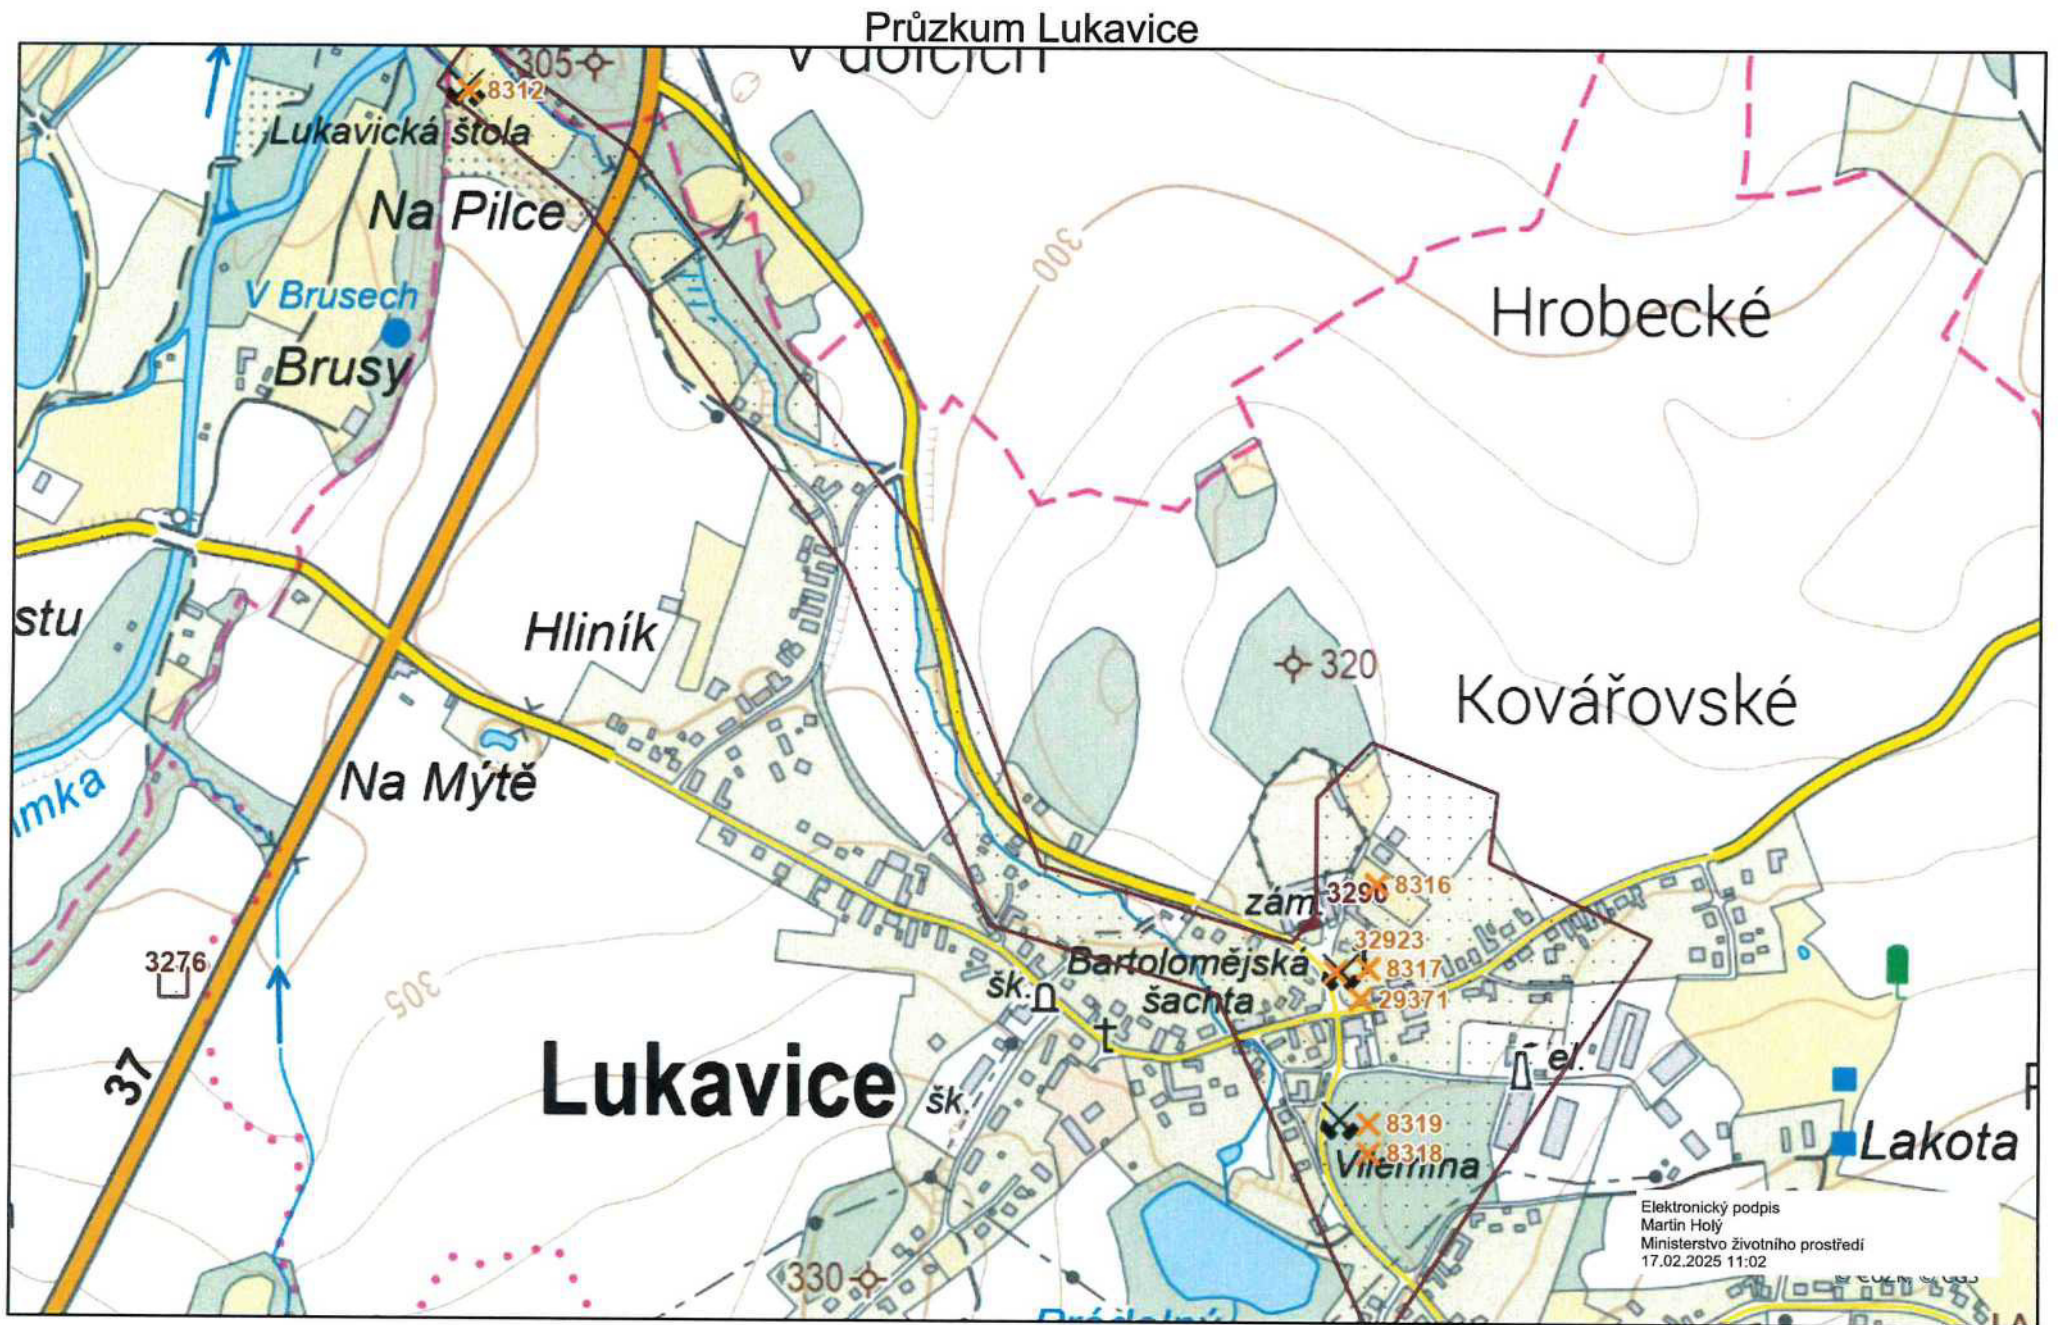 Průzkum Lukavice
305
V dolcích
8312
Lukavická štola
Na Pilce
300
V Brusech
Hrobecké
Brusy
stu
Hliník
320
Kovářovské
Na Mýtě
mka
zám.
3290
8316
32923
3276
Bartolomějská
8317
šk.
šachta
29371
305
37
Lukavice
el.
šk.
8319
8318
Vilemína
Lakota
Elektronický podpis
Martin Holý
Ministerstvo životního prostředí
17.02.2025 11:02
330